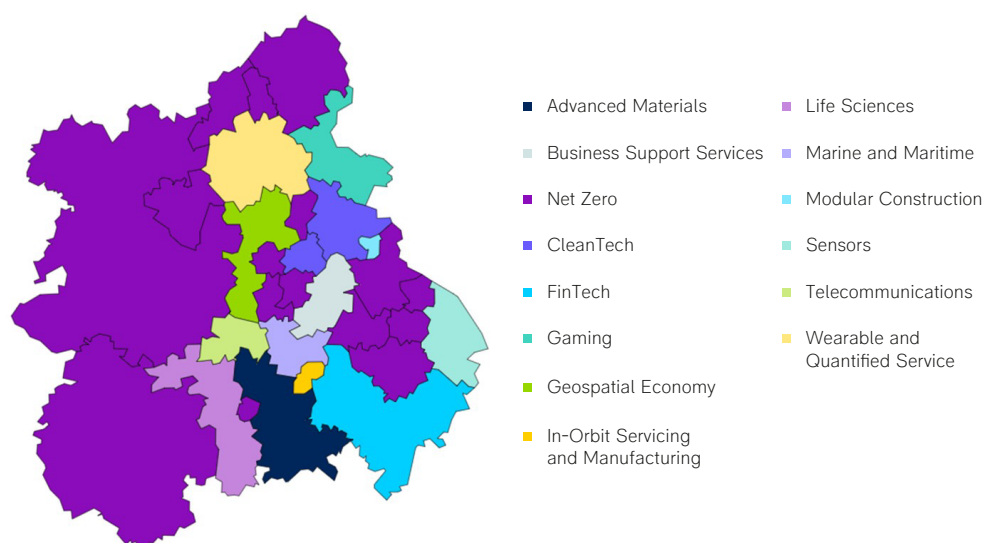 Advanced Materials
Business Support Services
Net Zero
CleanTech
FinTech
Gaming
Geospatial Economy
In-Orbit Servicing
and Manufacturing
Life Sciences
Marine and Maritime
Modular Construction
Sensors
Telecommunications
Wearable and
Quantified Service